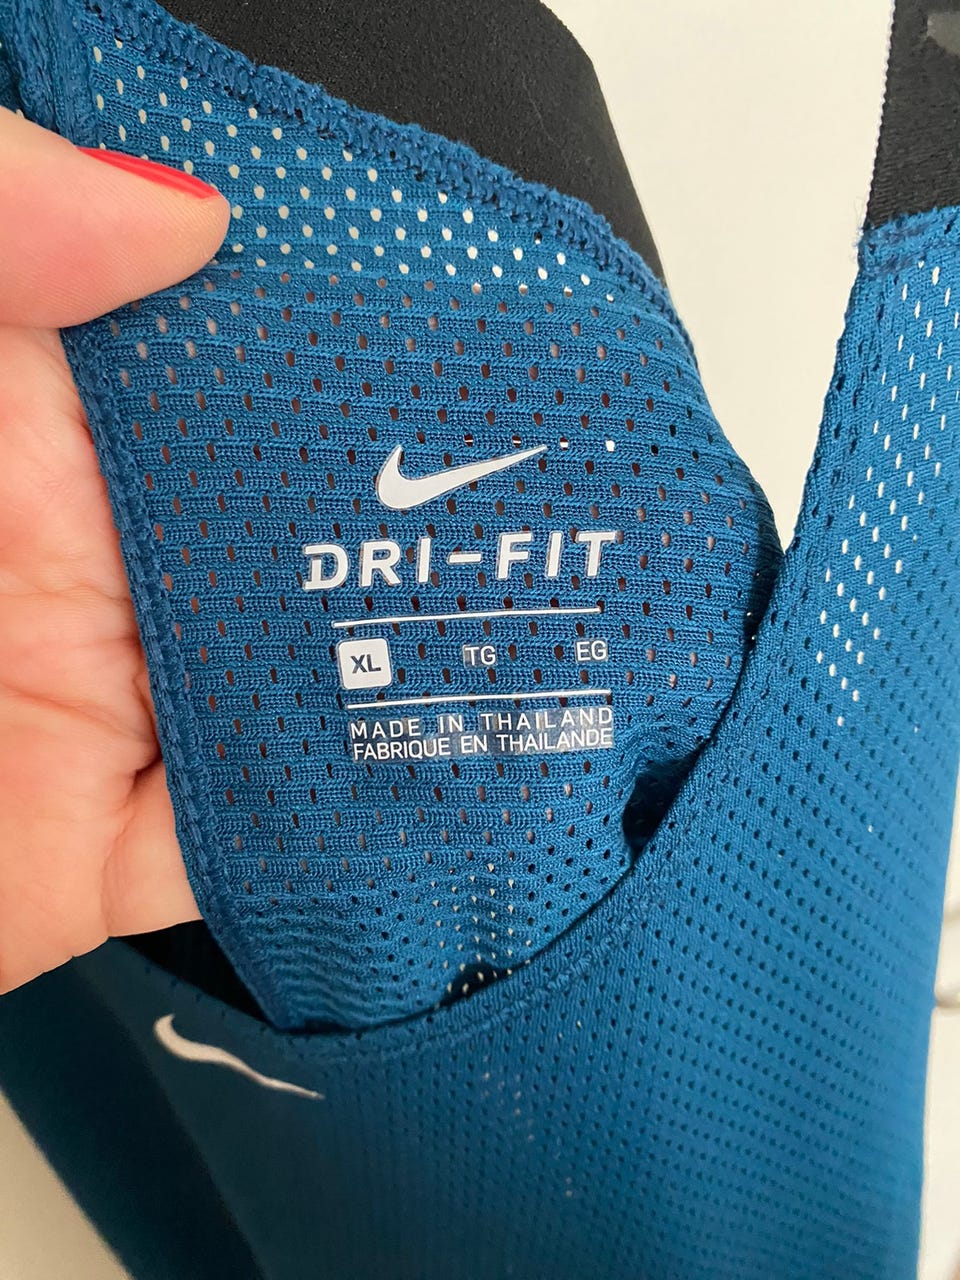 DRI-FIT
XL TG EG
MADE IN THAILAND
FABRIQUE EN THAILANDE